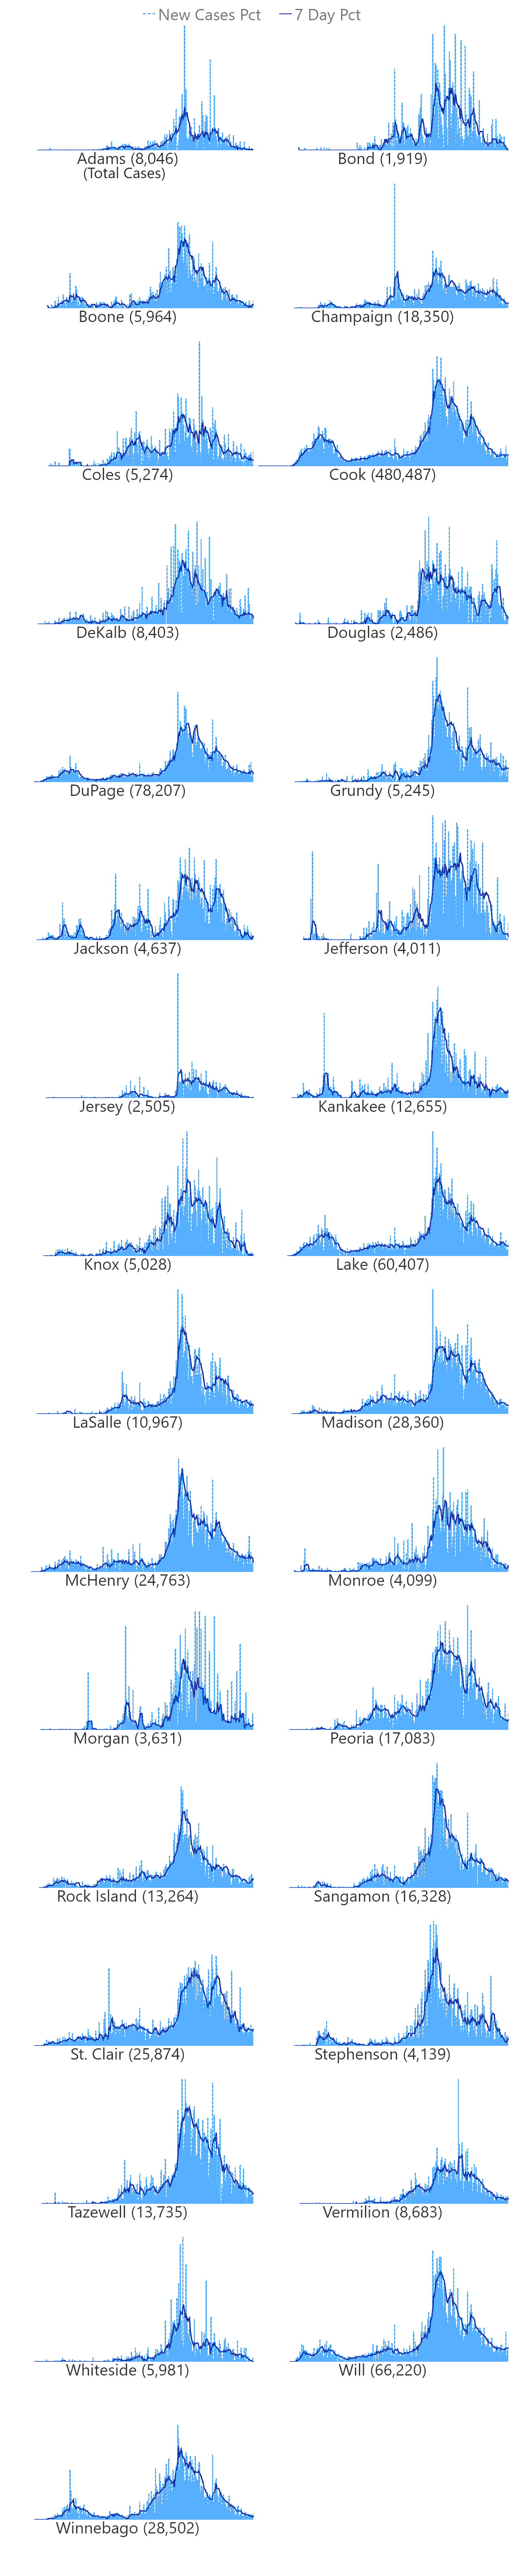 New Cases Pct 7 Day Pct
Adams (8,046) Bond (1,919)
(Total Cases)
Boone (5,964) Champaign (18,350)
Coles (5,274) Cook (480,487)
DeKalb (8,403) Douglas (2,486)
DuPage (78,207) Grundy (5,245)
Jackson (4,637) Jefferson (4,011)
Jersey (2,505) Kankakee (12,655)
Knox (5,028) Lake (60,407)
LaSalle (10,967) Madison (28,360)
McHenry (24,763) Monroe (4,099)
Morgan (3,631) Peoria (17,083)
Rock Island (13,264) Sangamon (16,328)
St. Clair (25,874) Stephenson (4,139)
Tazewell (13,735) Vermilion (8,683)
Whiteside (5,981) Will (66,220)
Winnebago (28,502)